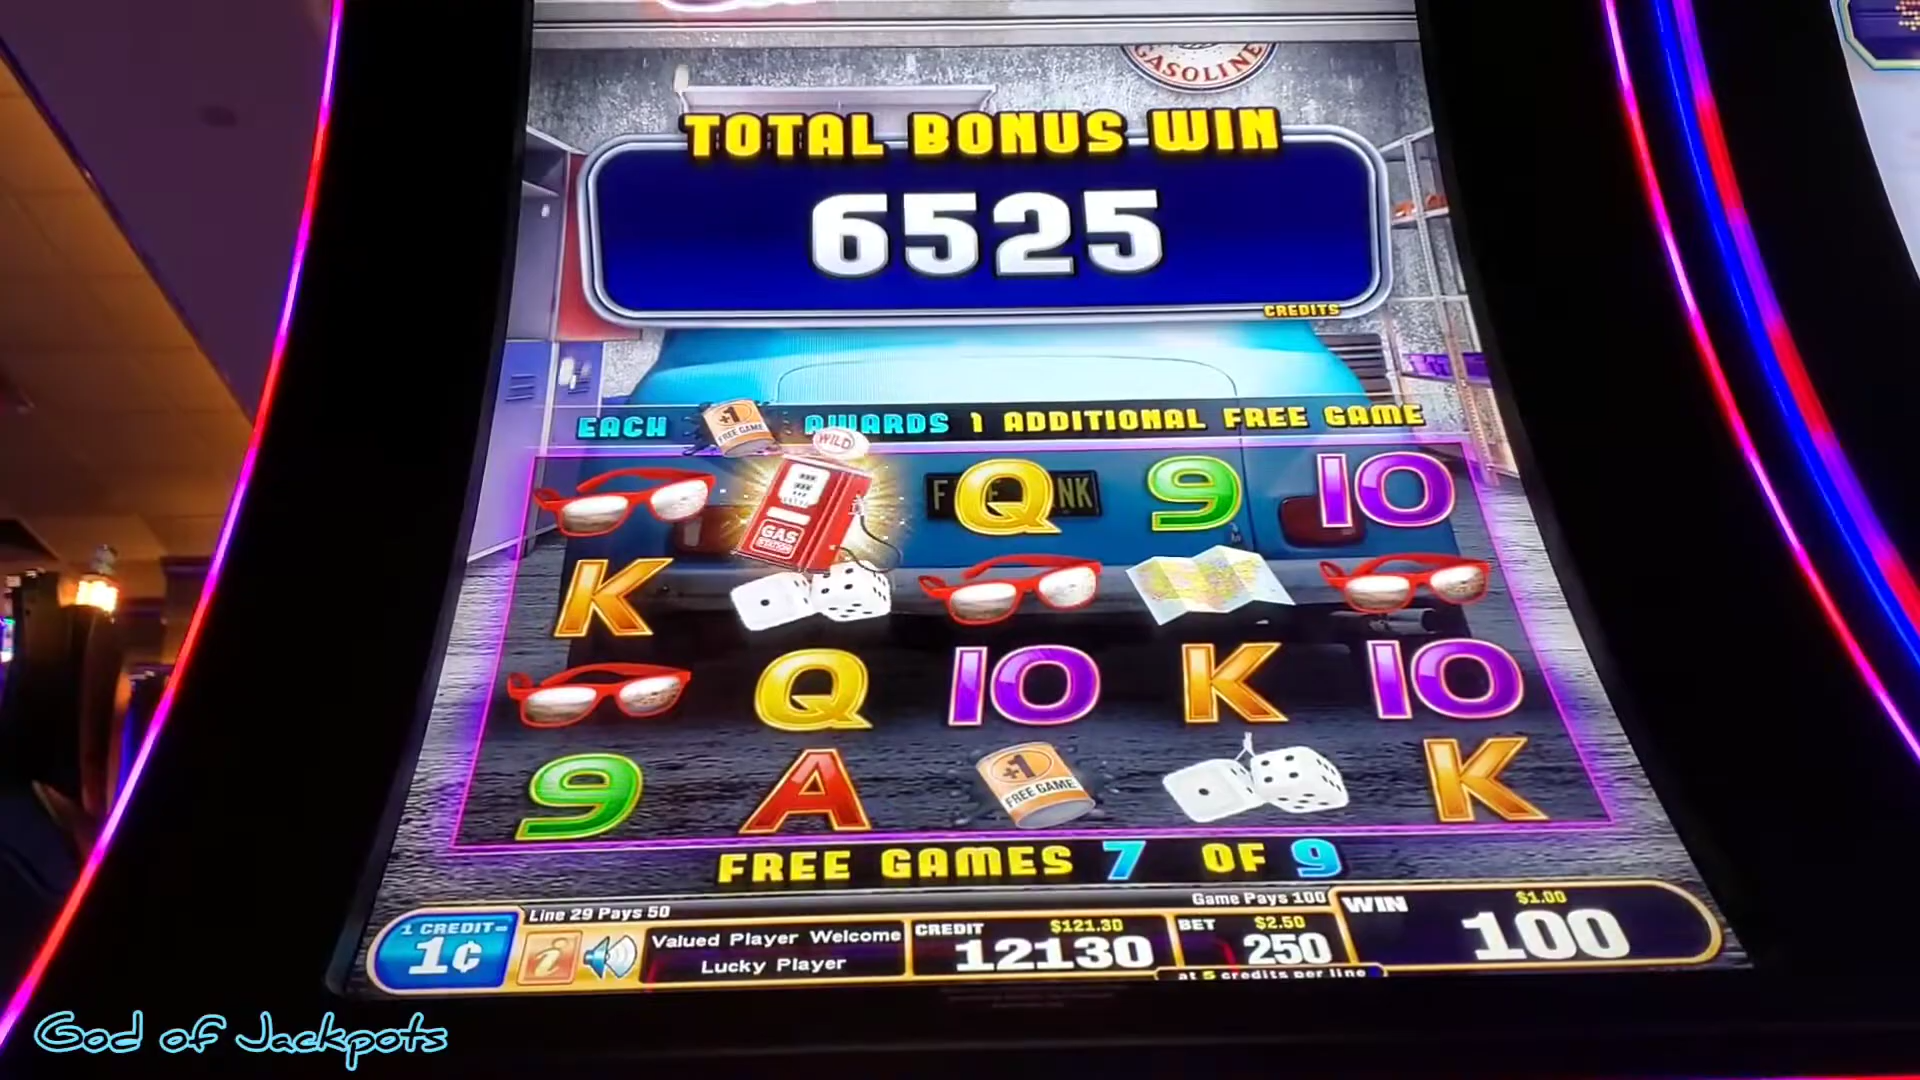 GASOLINE
TOTAL BONUS WIN
6525
CREDITS
EACH +1 FREE GAME AWARDS 1 ADDITIONAL FREE GAME
WILD
GAS
STATION
Q 9 10
F NK
K
Q 10 K 10
9 A +1 FREE GAME K
FREE GAMES 7 OF 9
Line 29 Pays 50
Game Pays 100
1 CREDIT=
1¢
i
Valued Player Welcome
Lucky Player
CREDIT $121.30
12130
BET $2.50
250
at 5 credits per line
WIN $1.00
100
God of Jackpots